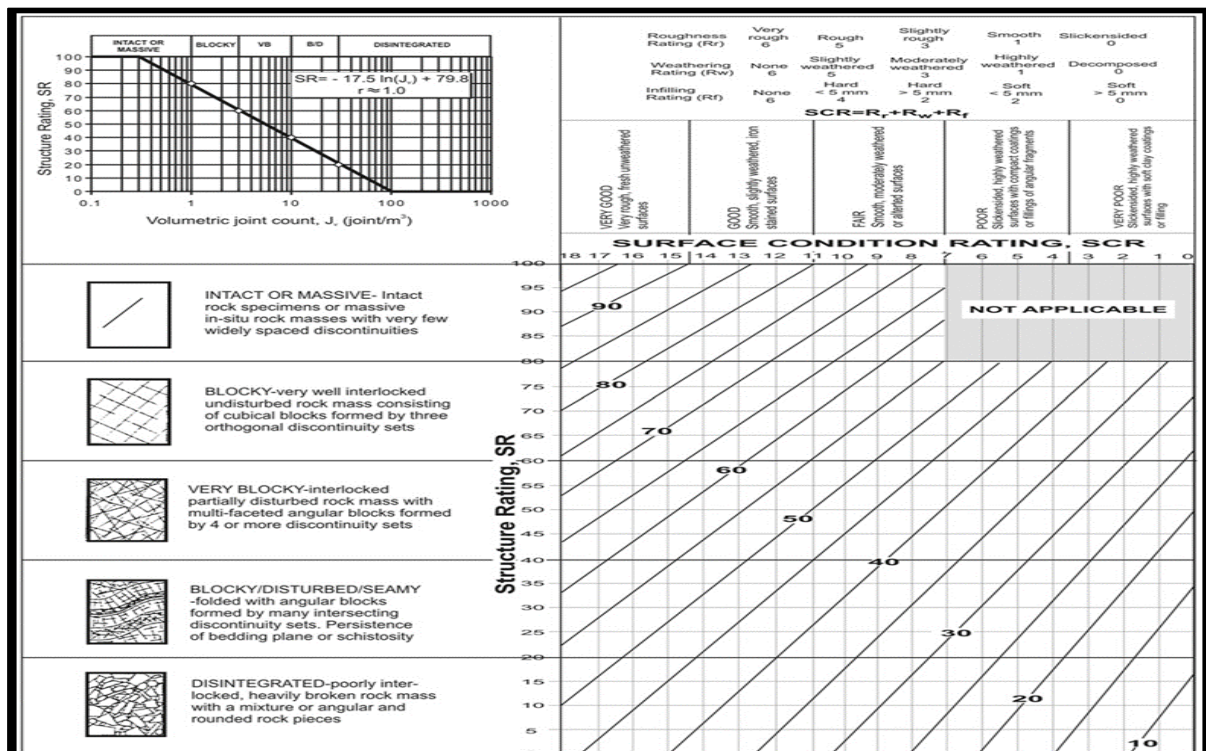 INTACT OR MASSIVE BLOCKY VB B/D DISINTEGRATED
100
90
80
70
60
50
40
30
20
10
0
Structure Rating, SR
SR= - 17.5 ln(Jᵥ) + 79.8
r ≈ 1.0
0.1 1 10 100 1000
Volumetric joint count, Jᵥ (joint/m³)
Roughness Rating (Rr) Very rough 6 Rough 5 Slightly rough 3 Smooth 1 Slickensided 0
Weathering Rating (Rw) None 6 Slightly weathered 5 Moderately weathered 3 Highly weathered 1 Decomposed 0
Infilling Rating (Rf) None 6 Hard < 5 mm 4 Hard > 5 mm 2 Soft < 5 mm 2 Soft > 5 mm 0
SCR=Rᵣ+R𝓌+R𝒻
VERY GOOD
Very rough, fresh unweathered
surfaces
GOOD
Smooth, slightly weathered, iron
stained surfaces
FAIR
Smooth, moderately weathered
or alterted surfaces
POOR
Slickensided, highly weathered
surfaces with compact coatings
or fillings of angular fragments
VERY POOR
Slickensided, highly weathered
surfaces with soft clay coatings
or filling
SURFACE CONDITION RATING, SCR
18 17 16 15 14 13 12 11 10 9 8 7 6 5 4 3 2 1 0
INTACT OR MASSIVE- Intact
rock specimens or massive
in-situ rock masses with very few
widely spaced discontinuities
BLOCKY-very well interlocked
undisturbed rock mass consisting
of cubical blocks formed by three
orthogonal discontinuity sets
VERY BLOCKY-interlocked
partially disturbed rock mass with
multi-faceted angular blocks formed
by 4 or more discontinuity sets
BLOCKY/DISTURBED/SEAMY
-folded with angular blocks
formed by many intersecting
discontinuity sets. Persistence
of bedding plane or schistosity
DISINTEGRATED-poorly inter-
locked, heavily broken rock mass
with a mixture or angular and
rounded rock pieces
Structure Rating, SR
100
95
90
85
80
75
70
65
60
55
50
45
40
35
30
25
20
15
10
5
NOT APPLICABLE
90
80
70
60
50
40
30
20
10